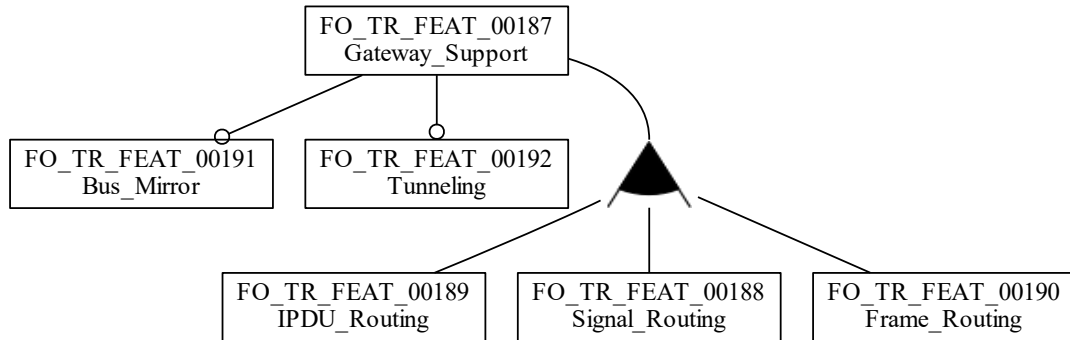 FO_TR_FEAT_00187
Gateway_Support
FO_TR_FEAT_00191
Bus_Mirror
FO_TR_FEAT_00192
Tunneling
FO_TR_FEAT_00189
IPDU_Routing
FO_TR_FEAT_00188
Signal_Routing
FO_TR_FEAT_00190
Frame_Routing